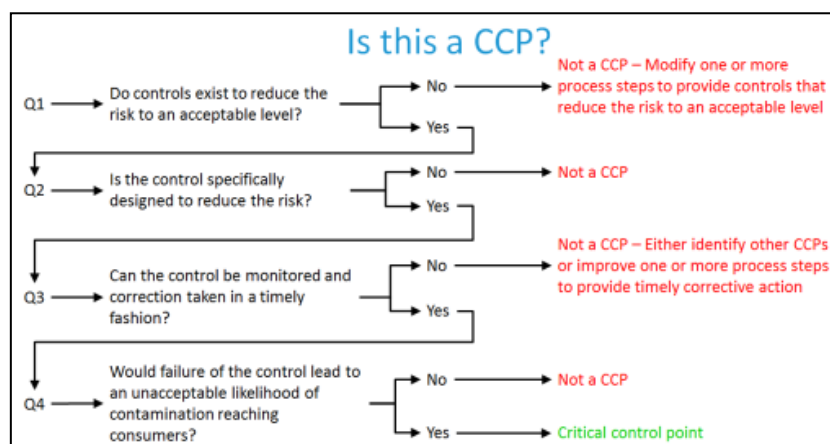 Is this a CCP?
Q1
Do controls exist to reduce the
risk to an acceptable level?
No
Not a CCP – Modify one or more
process steps to provide controls that
reduce the risk to an acceptable level
Yes
Q2
Is the control specifically
designed to reduce the risk?
No
Not a CCP
Yes
Q3
Can the control be monitored and
correction taken in a timely
fashion?
No
Not a CCP – Either identify other CCPs
or improve one or more process steps
to provide timely corrective action
Yes
Q4
Would failure of the control lead to
an unacceptable likelihood of
contamination reaching
consumers?
No
Not a CCP
Yes
Critical control point